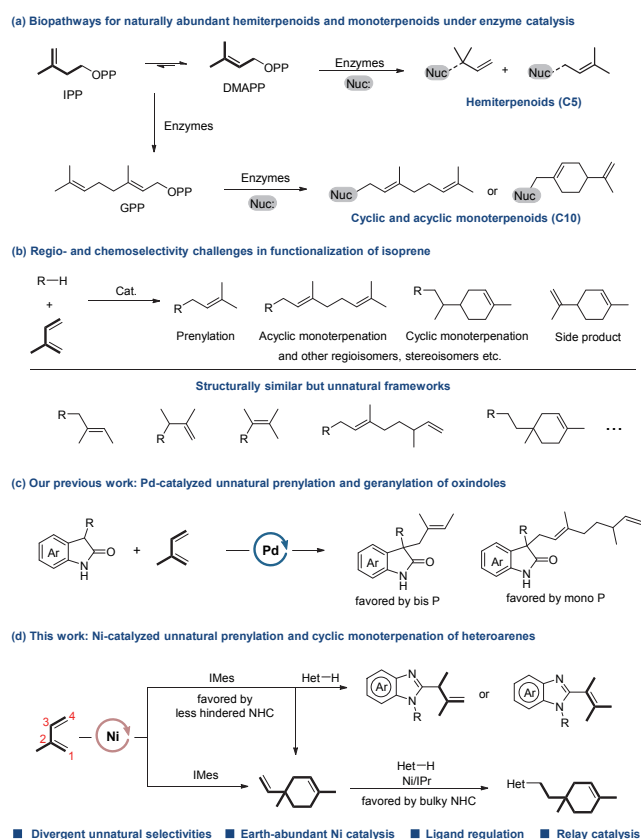 (a) Biopathways for naturally abundant hemiterpenoids and monoterpenoids under enzyme catalysis
OPP
IPP
OPP
DMAPP
Enzymes
Nuc:
Nuc
+
Nuc
Hemiterpenoids (C5)
Enzymes
OPP
GPP
Enzymes
Nuc:
Nuc
or
Nuc
Cyclic and acyclic monoterpenoids (C10)
(b) Regio- and chemoselectivity challenges in functionalization of isoprene
R—H
+
Cat.
R
Prenylation
R
Acyclic monoterpenation
R
Cyclic monoterpenation
Side product
and other regioisomers, stereoisomers etc.
Structurally similar but unnatural frameworks
R
R
R
R
R
...
(c) Our previous work: Pd-catalyzed unnatural prenylation and geranylation of oxindoles
R
Ar
O
N
H
+
Pd
R
Ar
O
N
H
favored by bis P
R
Ar
O
N
H
favored by mono P
(d) This work: Ni-catalyzed unnatural prenylation and cyclic monoterpenation of heteroarenes
3
4
2
1
Ni
IMes
favored by
less hindered NHC
Het—H
Ar
N
N
R
or
Ar
N
N
R
IMes
Het—H
Ni/IPr
favored by bulky NHC
Het
■ Divergent unnatural selectivities ■ Earth-abundant Ni catalysis ■ Ligand regulation ■ Relay catalysis